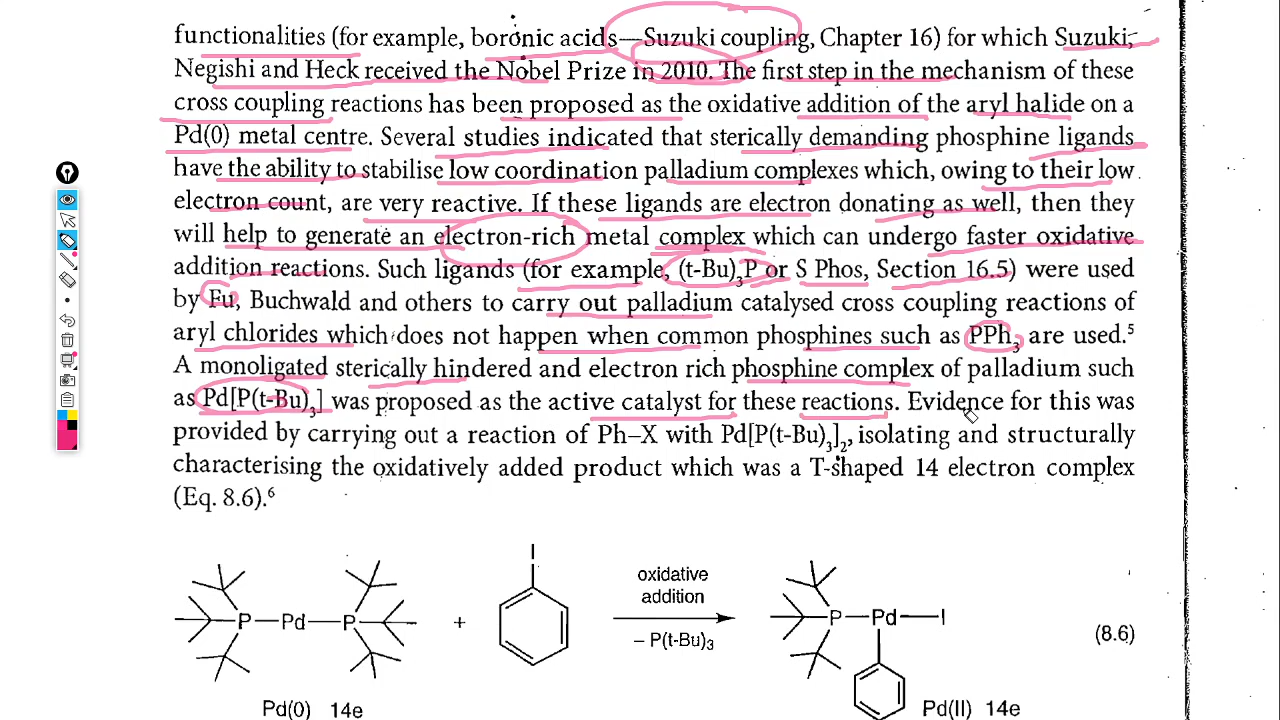 functionalities (for example, boronic acids—Suzuki coupling, Chapter 16) for which Suzuki,
Negishi and Heck received the Nobel Prize in 2010. The first step in the mechanism of these
cross coupling reactions has been proposed as the oxidative addition of the aryl halide on a
Pd(0) metal centre. Several studies indicated that sterically demanding phosphine ligands
have the ability to stabilise low coordination palladium complexes which, owing to their low
electron count, are very reactive. If these ligands are electron donating as well, then they
will help to generate an electron-rich metal complex which can undergo faster oxidative
addition reactions. Such ligands (for example, (t-Bu)₃P or S Phos, Section 16.5) were used
by Fu, Buchwald and others to carry out palladium catalysed cross coupling reactions of
aryl chlorides which does not happen when common phosphines such as PPh₃ are used.⁵
A monoligated sterically hindered and electron rich phosphine complex of palladium such
as Pd[P(t-Bu)₃] was proposed as the active catalyst for these reactions. Evidence for this was
provided by carrying out a reaction of Ph–X with Pd[P(t-Bu)₃]₂, isolating and structurally
characterising the oxidatively added product which was a T-shaped 14 electron complex
(Eq. 8.6).⁶
P—Pd—P
+
I
oxidative
addition
– P(t-Bu)₃
P—Pd—I
(8.6)
Pd(0) 14e
Pd(II) 14e